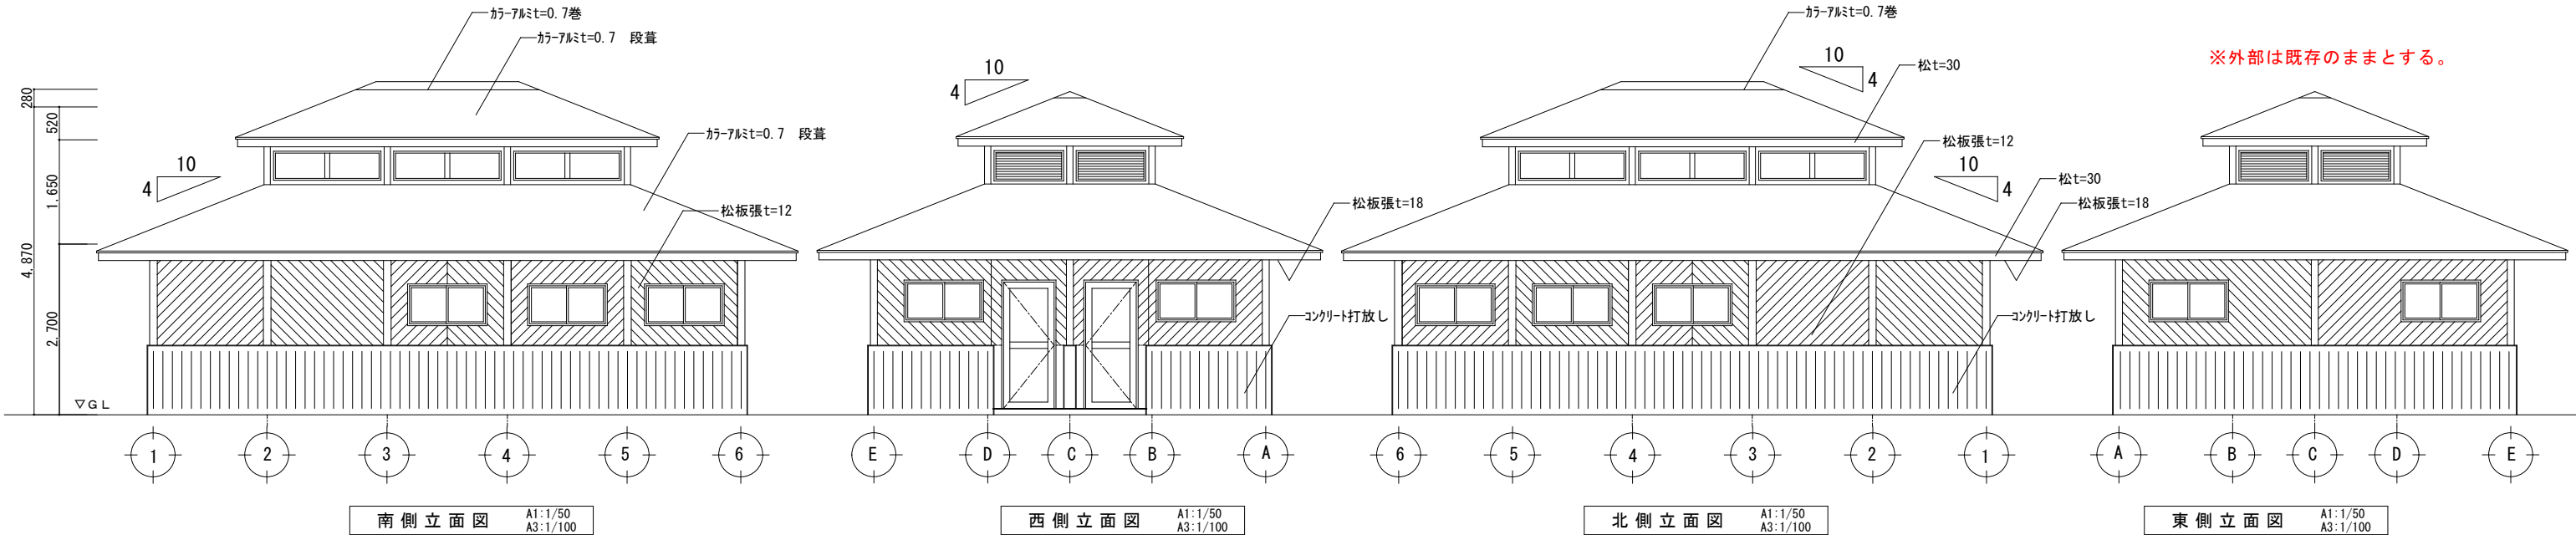 カラーアルミt=0.7巻
カラーアルミt=0.7　段葺
カラーアルミt=0.7　段葺
10
4
松板張t=12
280
520
1.650
4.870
2.700
▽GL
1
2
3
4
5
6
南側立面図
A1:1/50
A3:1/100
10
4
松板張t=18
コンクリート打放し
E
D
C
B
A
西側立面図
A1:1/50
A3:1/100
カラーアルミt=0.7巻
10
4
松t=30
松板張t=12
10
4
松t=30
松板張t=18
コンクリート打放し
6
5
4
3
2
1
北側立面図
A1:1/50
A3:1/100
※外部は既存のままとする。
A
B
C
D
E
東側立面図
A1:1/50
A3:1/100